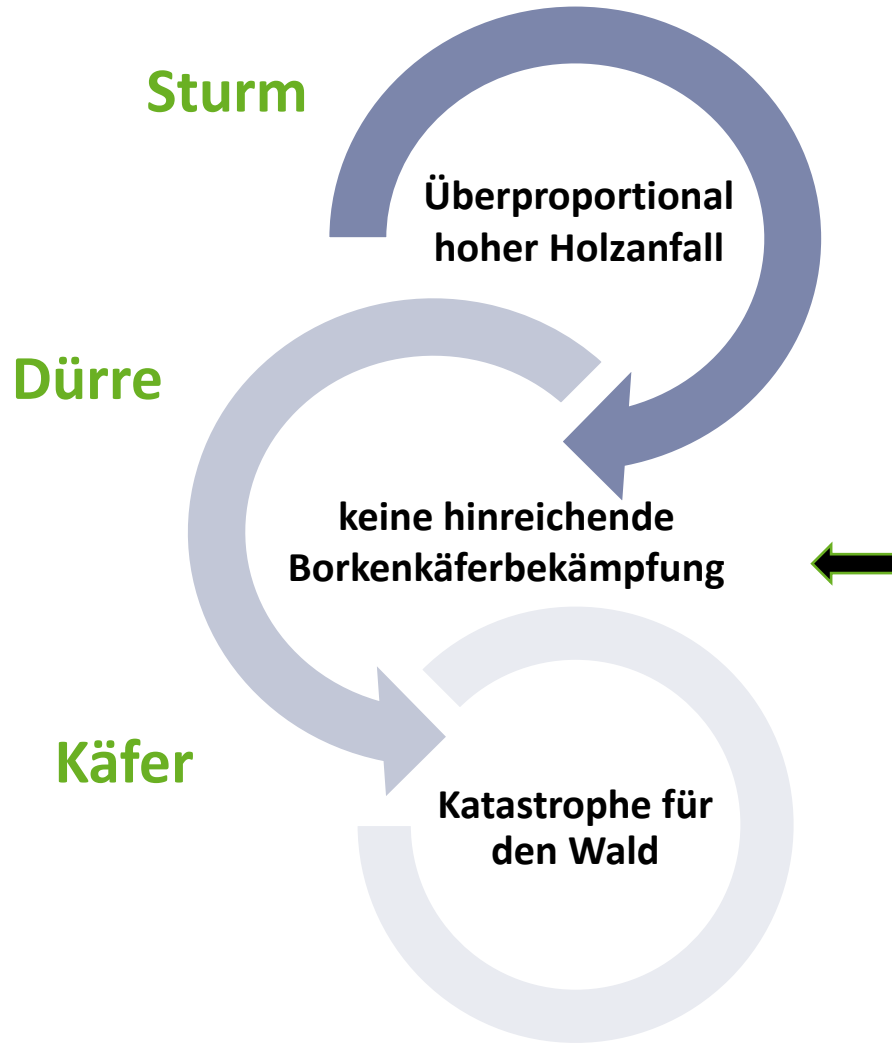 Sturm
Überproportional
hoher Holzanfall
Dürre
keine hinreichende
Borkenkäferbekämpfung
Käfer
Katastrophe für
den Wald